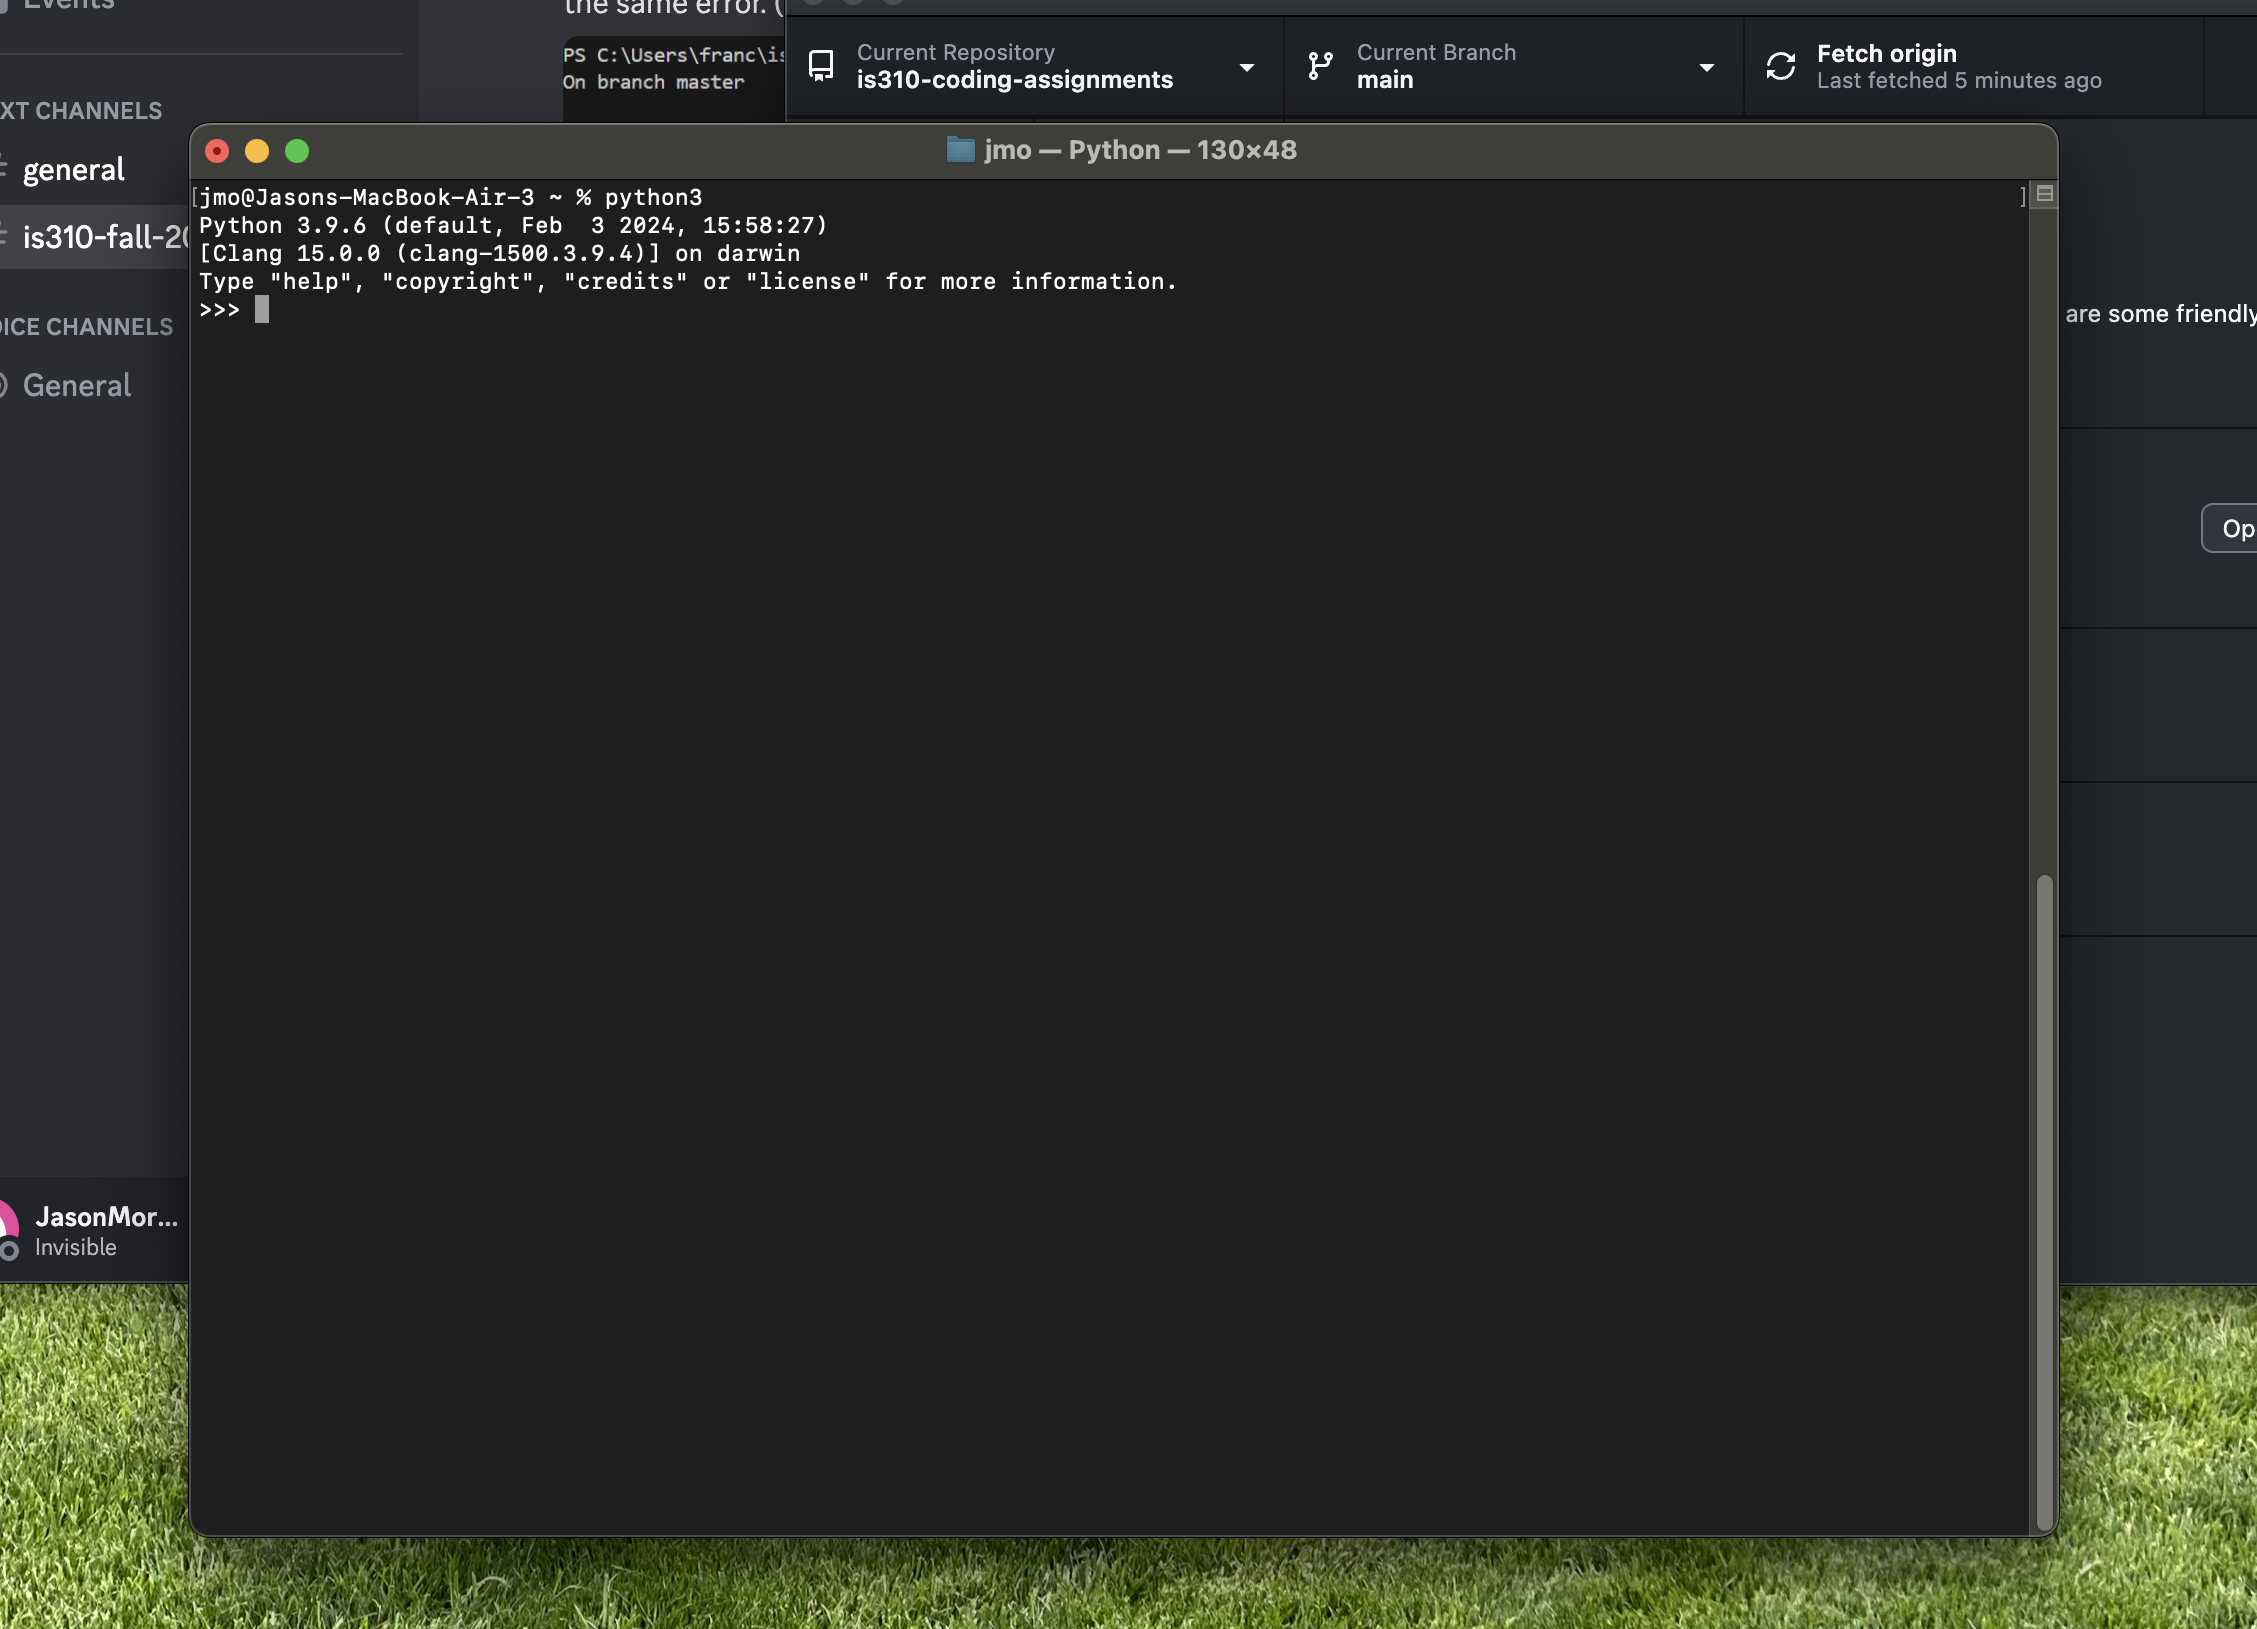 the same error. (
PS C:\Users\franc\is
On branch master
Current Repository
is310-coding-assignments
Current Branch
main
Fetch origin
Last fetched 5 minutes ago
Events
XT CHANNELS
general
is310-fall-20
OICE CHANNELS
General
JasonMor...
Invisible
jmo — Python — 130×48
[jmo@Jasons-MacBook-Air-3 ~ % python3 ]
Python 3.9.6 (default, Feb  3 2024, 15:58:27)
[Clang 15.0.0 (clang-1500.3.9.4)] on darwin
Type "help", "copyright", "credits" or "license" for more information.
>>>
are some friendly
Op